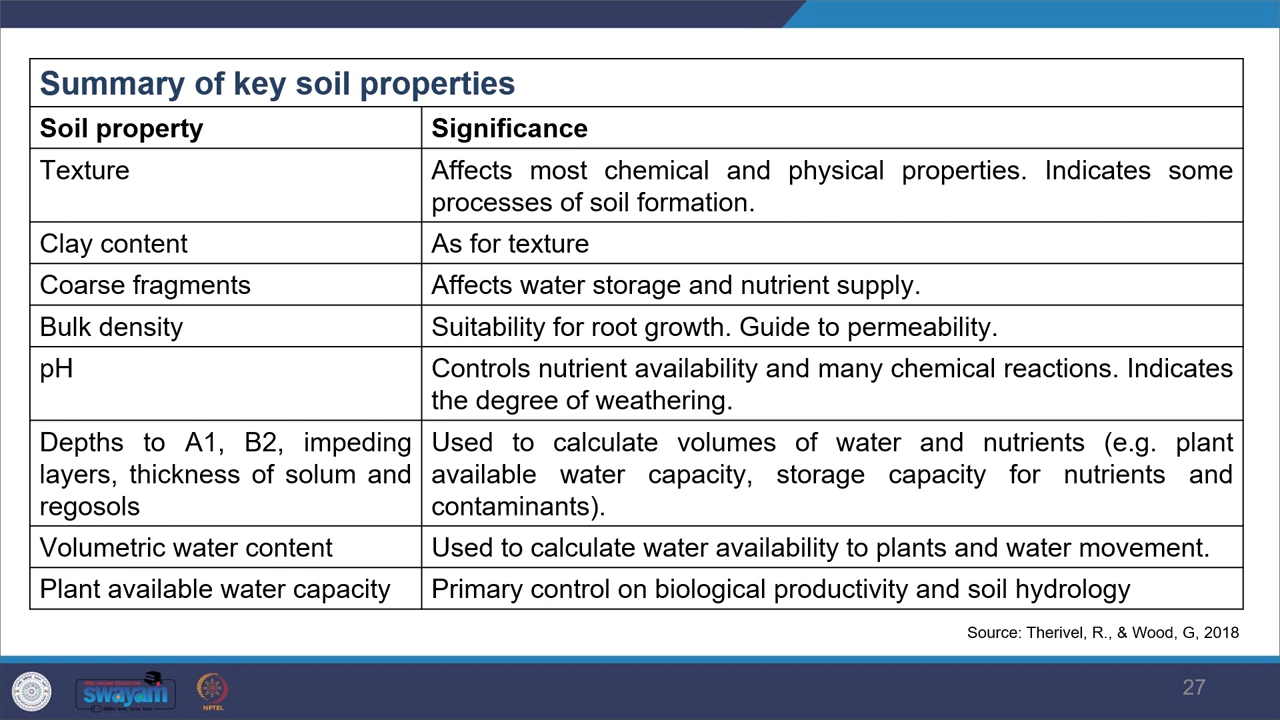 Summary of key soil properties
Soil property
Significance
Texture
Affects most chemical and physical properties. Indicates some
processes of soil formation.
Clay content
As for texture
Coarse fragments
Affects water storage and nutrient supply.
Bulk density
Suitability for root growth. Guide to permeability.
pH
Controls nutrient availability and many chemical reactions. Indicates
the degree of weathering.
Depths to A1, B2, impeding
layers, thickness of solum and
regosols
Used to calculate volumes of water and nutrients (e.g. plant
available water capacity, storage capacity for nutrients and
contaminants).
Volumetric water content
Used to calculate water availability to plants and water movement.
Plant available water capacity
Primary control on biological productivity and soil hydrology
Source: Therivel, R., & Wood, G, 2018
swayam
NPTEL
27